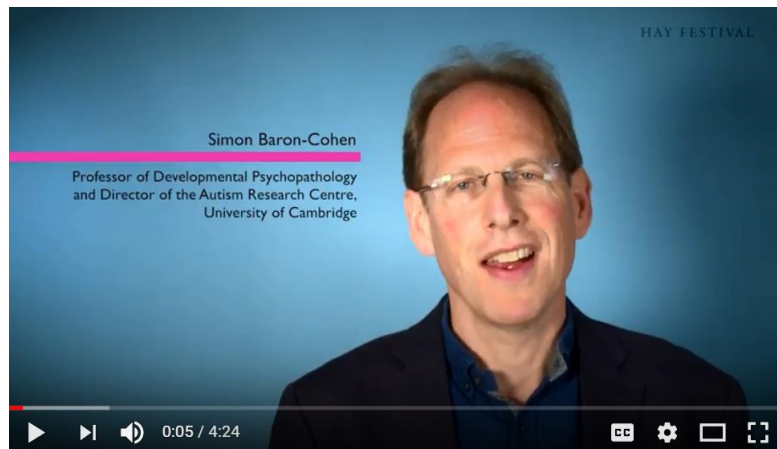 HAY FESTIVAL
Simon Baron-Cohen
Professor of Developmental Psychopathology
and Director of the Autism Research Centre,
University of Cambridge
0:05 / 4:24
CC